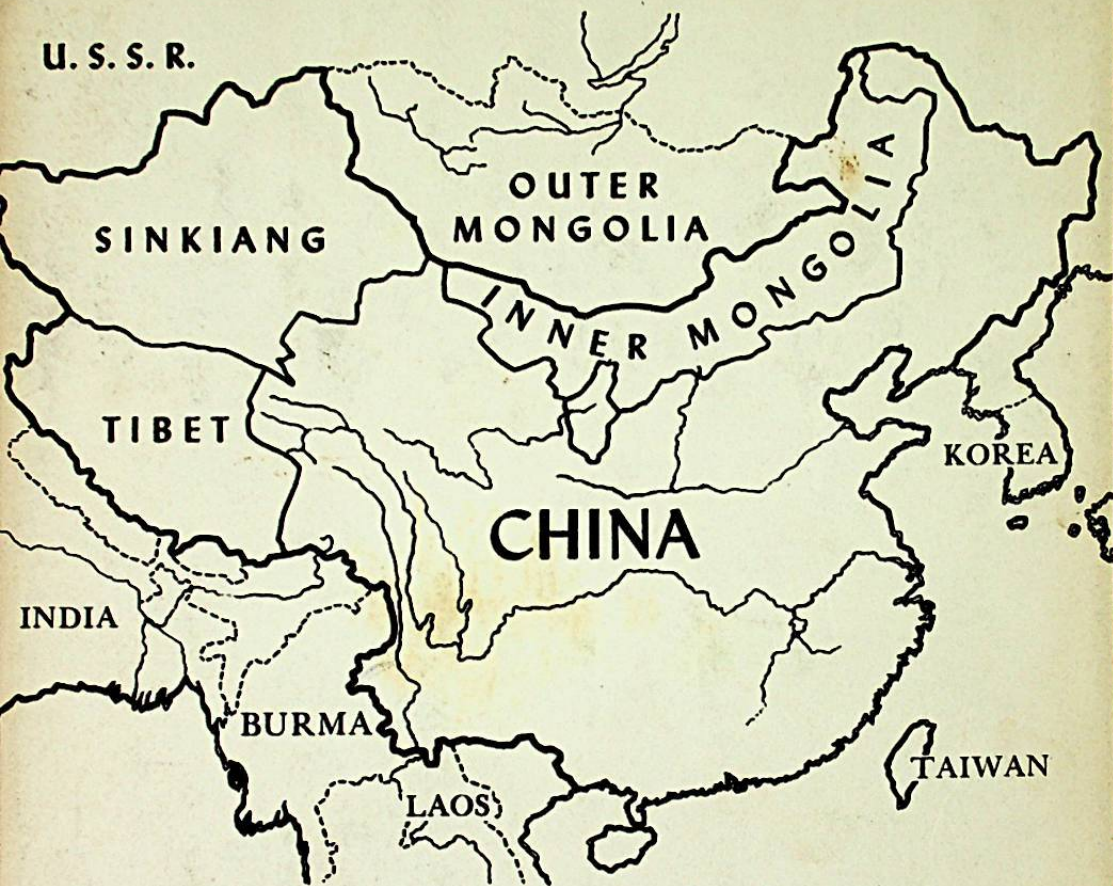 U. S. S. R.
OUTER
MONGOLIA
SINKIANG
INNER MONGOLIA
TIBET
KOREA
CHINA
INDIA
BURMA
TAIWAN
LAOS